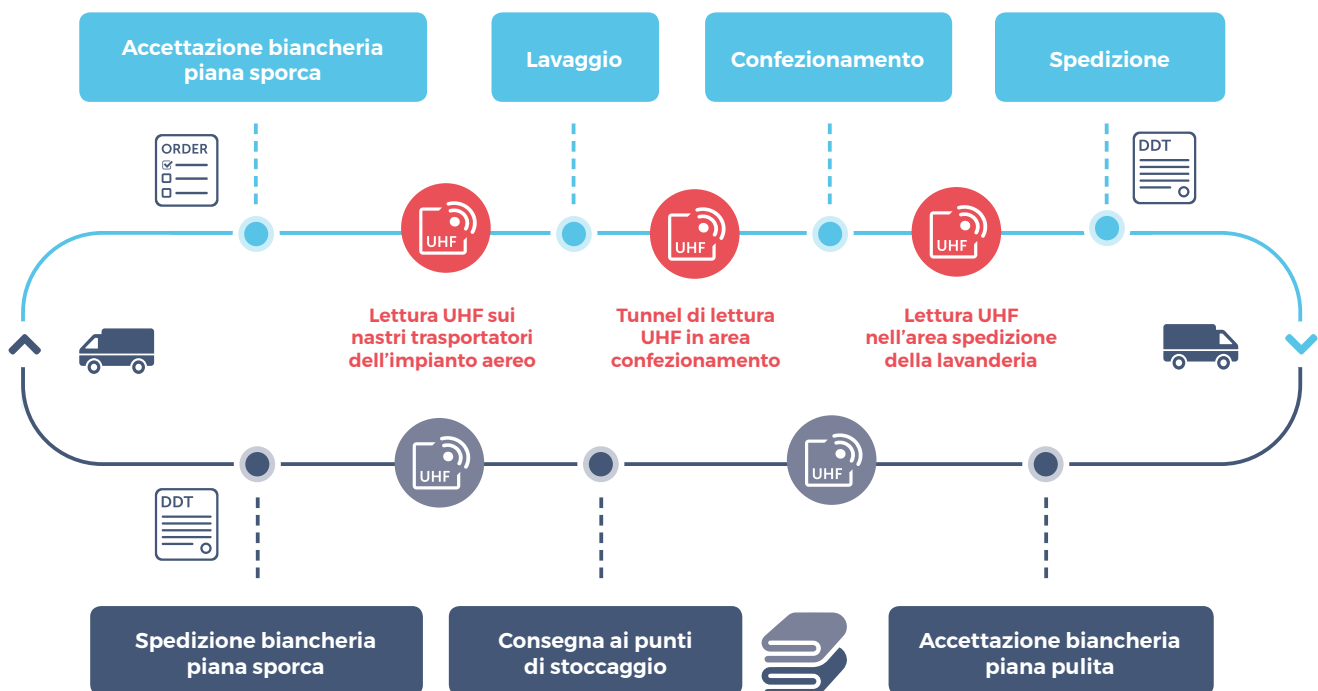 Accettazione biancheria
piana sporca
Lavaggio
Confezionamento
Spedizione
ORDER
DDT
UHF
UHF
UHF
Lettura UHF sui
nastri trasportatori
dell'impianto aereo
Tunnel di lettura
UHF in area
confezionamento
Lettura UHF
nell'area spedizione
della lavanderia
UHF
UHF
DDT
Spedizione biancheria
piana sporca
Consegna ai punti
di stoccaggio
Accettazione biancheria
piana pulita